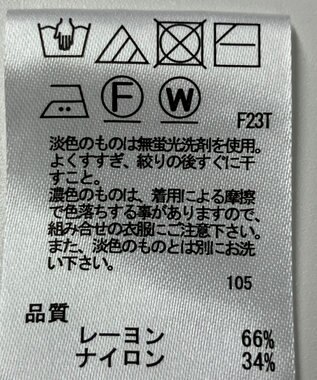 F W
F23T
淡色のものは無蛍光洗剤を使用。
よくすすぎ、絞りの後すぐに干
すこと。
濃色のものは、着用による摩擦
で色落ちする事がありますので、
組み合せの衣服にご注意下さい。
また、淡色のものとは別にお洗
い下さい。
105
品質
レーヨン 66%
ナイロン 34%